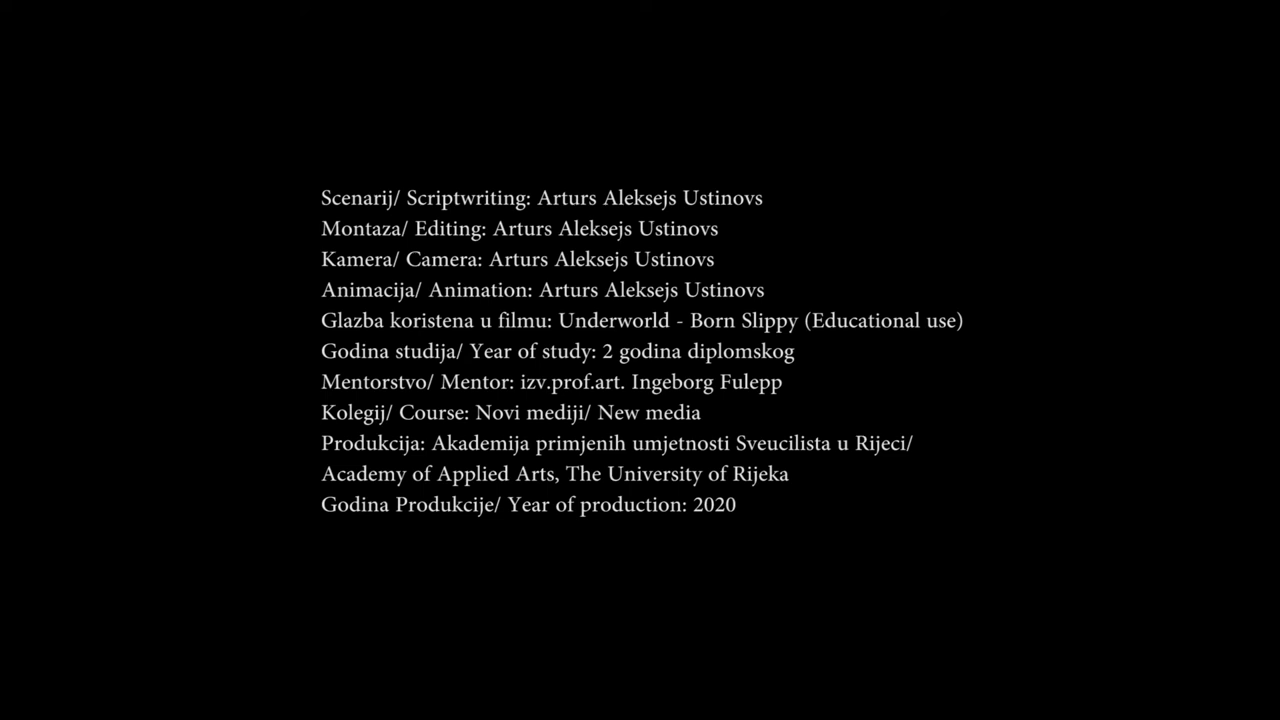 Scenarij/ Scriptwriting: Arturs Aleksejs Ustinovs
Montaza/ Editing: Arturs Aleksejs Ustinovs
Kamera/ Camera: Arturs Aleksejs Ustinovs
Animacija/ Animation: Arturs Aleksejs Ustinovs
Glazba koristena u filmu: Underworld - Born Slippy (Educational use)
Godina studija/ Year of study: 2 godina diplomskog
Mentorstvo/ Mentor: izv.prof.art. Ingeborg Fulepp
Kolegij/ Course: Novi mediji/ New media
Produkcija: Akademija primjenih umjetnosti Sveucilista u Rijeci/
Academy of Applied Arts, The University of Rijeka
Godina Produkcije/ Year of production: 2020